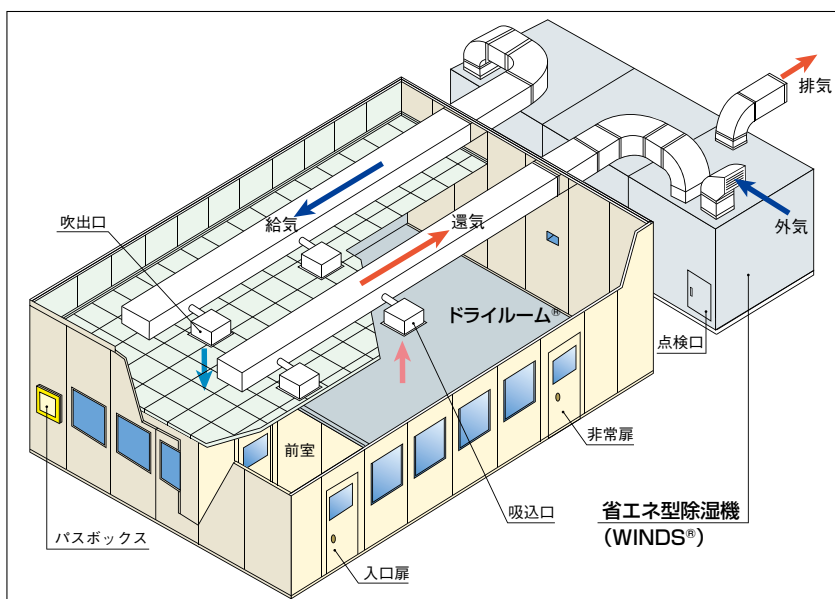 排気
外気
給気
還気
吹出口
ドライルーム®
点検口
前室
非常扉
吸込口
省エネ型除湿機
(WINDS®)
パスボックス
入口扉